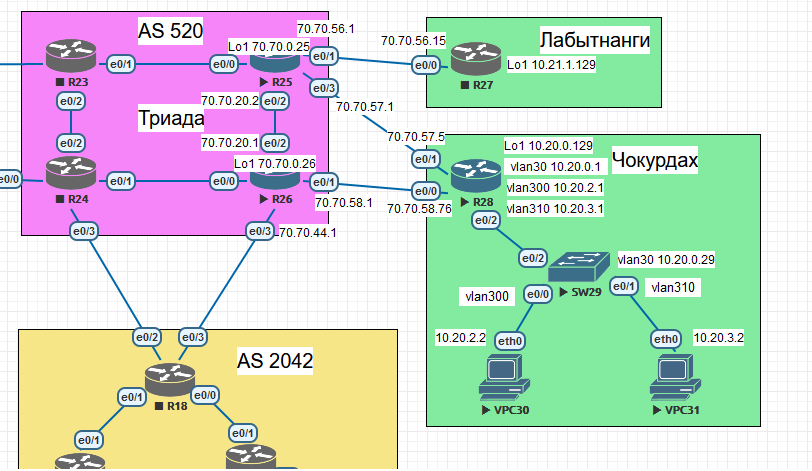 AS 520
70.70.56.1
70.70.56.15
Лабытнанги
Lo1 70.70.0.25
e0/1
e0/0
e0/1
e0/0
Lo1 10.21.1.129
R23
R25
R27
e0/3
e0/2
70.70.20.2
e0/2
70.70.57.1
Триада
70.70.57.5
e0/2
70.70.20.1
e0/2
Lo1 10.20.0.129
Lo1 70.70.0.26
e0/1
vlan30 10.20.0.1
Чокурдах
e0/0
e0/1
e0/0
e0/1
e0/0
vlan300 10.20.2.1
R24
R26
70.70.58.1
70.70.58.76
R28
vlan310 10.20.3.1
e0/2
e0/3
e0/3
70.70.44.1
e0/2
vlan30 10.20.0.29
SW29
vlan300
e0/0
e0/1
vlan310
e0/2
e0/3
10.20.2.2
eth0
eth0
10.20.3.2
AS 2042
R18
e0/1
e0/0
VPC30
VPC31
e0/1
e0/2